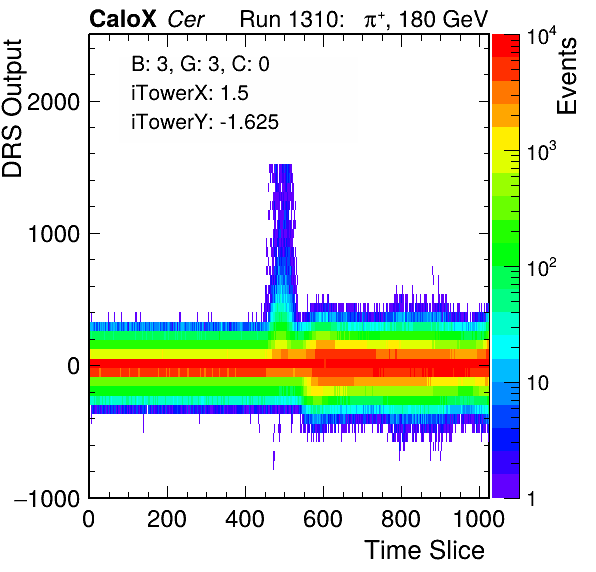 CaloX Cer Run 1310: π⁺, 180 GeV
B: 3, G: 3, C: 0
iTowerX: 1.5
iTowerY: -1.625
DRS Output
2000
1000
0
−1000
0 200 400 600 800 1000
Time Slice
Events
10⁴
10³
10²
10
1